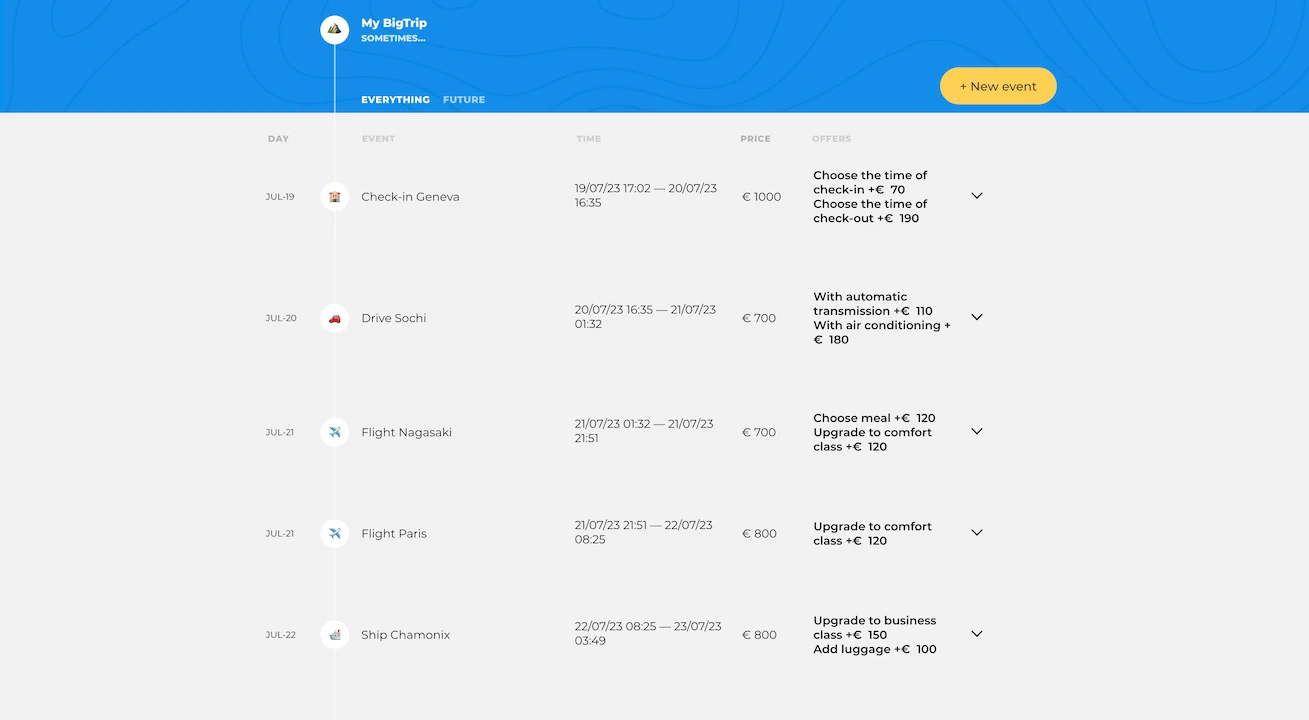 My BigTrip
SOMETIMES...
EVERYTHING FUTURE
+ New event
DAY EVENT TIME PRICE OFFERS
JUL-19 Check-in Geneva 19/07/23 17:02 — 20/07/23
16:35
€ 1000
Choose the time of
check-in +€ 70
Choose the time of
check-out +€ 190
JUL-20 Drive Sochi 20/07/23 16:35 — 21/07/23
01:32
€ 700
With automatic
transmission +€ 110
With air conditioning +
€ 180
JUL-21 Flight Nagasaki 21/07/23 01:32 — 21/07/23
21:51
€ 700
Choose meal +€ 120
Upgrade to comfort
class +€ 120
JUL-21 Flight Paris 21/07/23 21:51 — 22/07/23
08:25
€ 800
Upgrade to comfort
class +€ 120
JUL-22 Ship Chamonix 22/07/23 08:25 — 23/07/23
03:49
€ 800
Upgrade to business
class +€ 150
Add luggage +€ 100